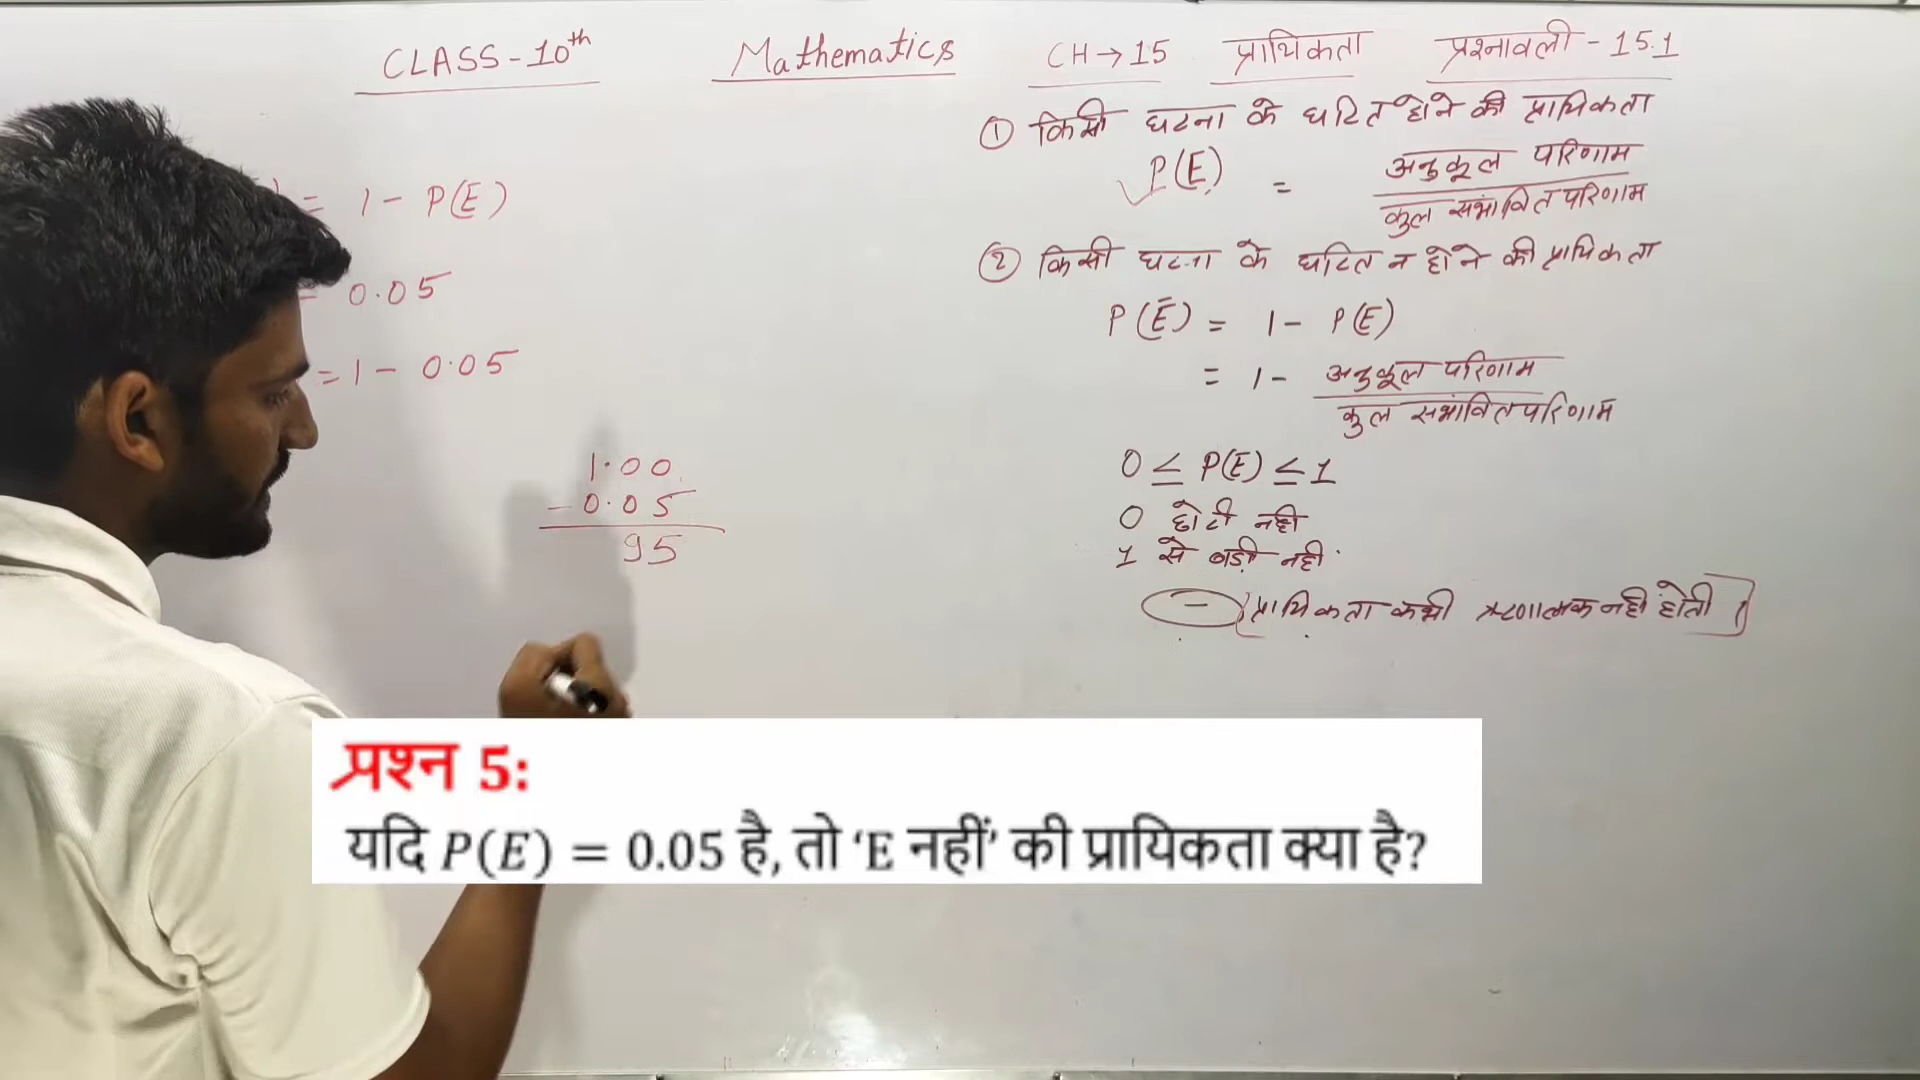 CLASS-10th Mathematics CH→15 प्रायिकता प्रश्नावली-15.1
= 1 - P(E)
= 0.05
= 1 - 0.05
1.00
- 0.05
95
① किसी घटना के घटित होने की प्रायिकता
P(E) = अनुकूल परिणाम
कुल संभावित परिणाम
② किसी घटना के घटित न होने की प्रायिकता
P(Ē) = 1 - P(E)
= 1 - अनुकूल परिणाम
कुल संभावित परिणाम
0 ≤ P(E) ≤ 1
0 छोटी नही
1 से बड़ी नही
- [प्रायिकता कभी ऋणात्मक नही होती]
प्रश्न 5:
यदि P(E) = 0.05 है, तो ‘E नहीं’ की प्रायिकता क्या है?